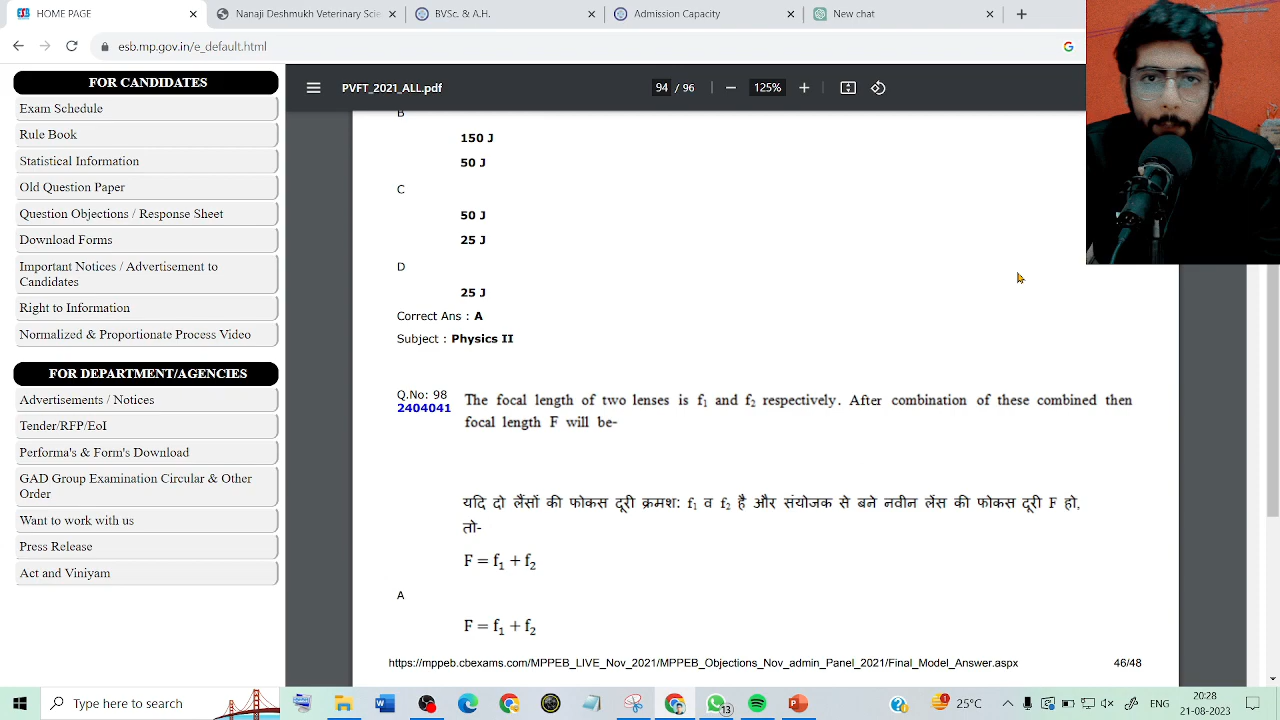 HOME PAGE
Nanaji Deshmukh Veterinary Scie
BVSc. & A.H.
Admission Capacity
New chat
esb.mp.gov.in/e_default.html
FOR CANDIDATES
Exam Schedule
Rule Book
Statistical Information
Old Question Paper
Question Objections / Response Sheet
Download Forms
Important Notices / Advertisement to
Candidates
Right to Information
Normalized & Proportionate Process Video
FOR DEPARTMENT/AGENCIES
Advertisements / Notices
Tender/RFP/EoI
Performa's & Form's Download
GAD Group Examination Circular & Other
Order
Want to work with us
Press Release
Act and Viniyam
PVFT_2021_ALL.pdf
94 / 96
125%
B
150 J
50 J
C
50 J
25 J
D
25 J
Correct Ans : A
Subject : Physics II
Q.No: 98
2404041
The focal length of two lenses is f₁ and f₂ respectively. After combination of these combined then
focal length F will be-
यदि दो लैंसों की फोकस दूरी क्रमश: f₁ व f₂ है और संयोजक से बने नवीन लेंस की फोकस दूरी F हो,
तो-
F = f₁ + f₂
A
F = f₁ + f₂
https://mppeb.cbexams.com/MPPEB_LIVE_Nov_2021/MPPEB_Objections_Nov_admin_Panel_2021/Final_Model_Answer.aspx
46/48
Type here to search
13
25°C
ENG
20:28
21-08-2023